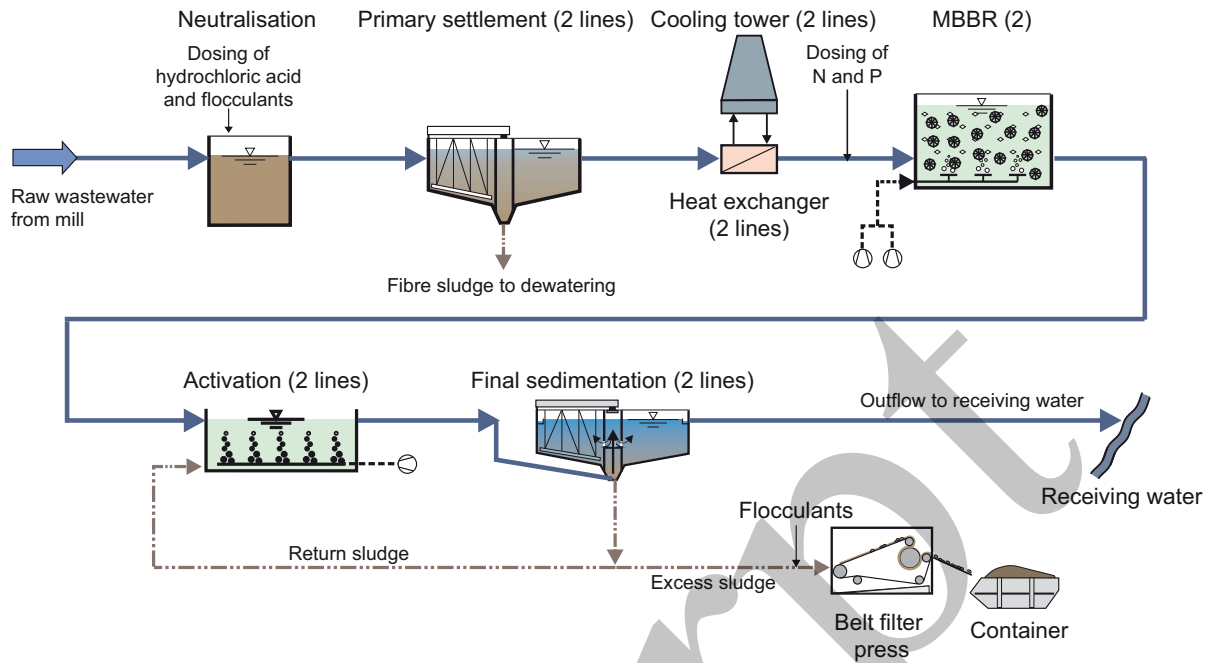 Neutralisation
Primary settlement (2 lines)
Cooling tower (2 lines)
MBBR (2)
Dosing of
hydrochloric acid
and flocculants
Dosing of
N and P
Raw wastewater
from mill
Heat exchanger
(2 lines)
Fibre sludge to dewatering
Activation (2 lines)
Final sedimentation (2 lines)
Outflow to receiving water
Receiving water
Flocculants
Return sludge
Excess sludge
Belt filter
press
Container